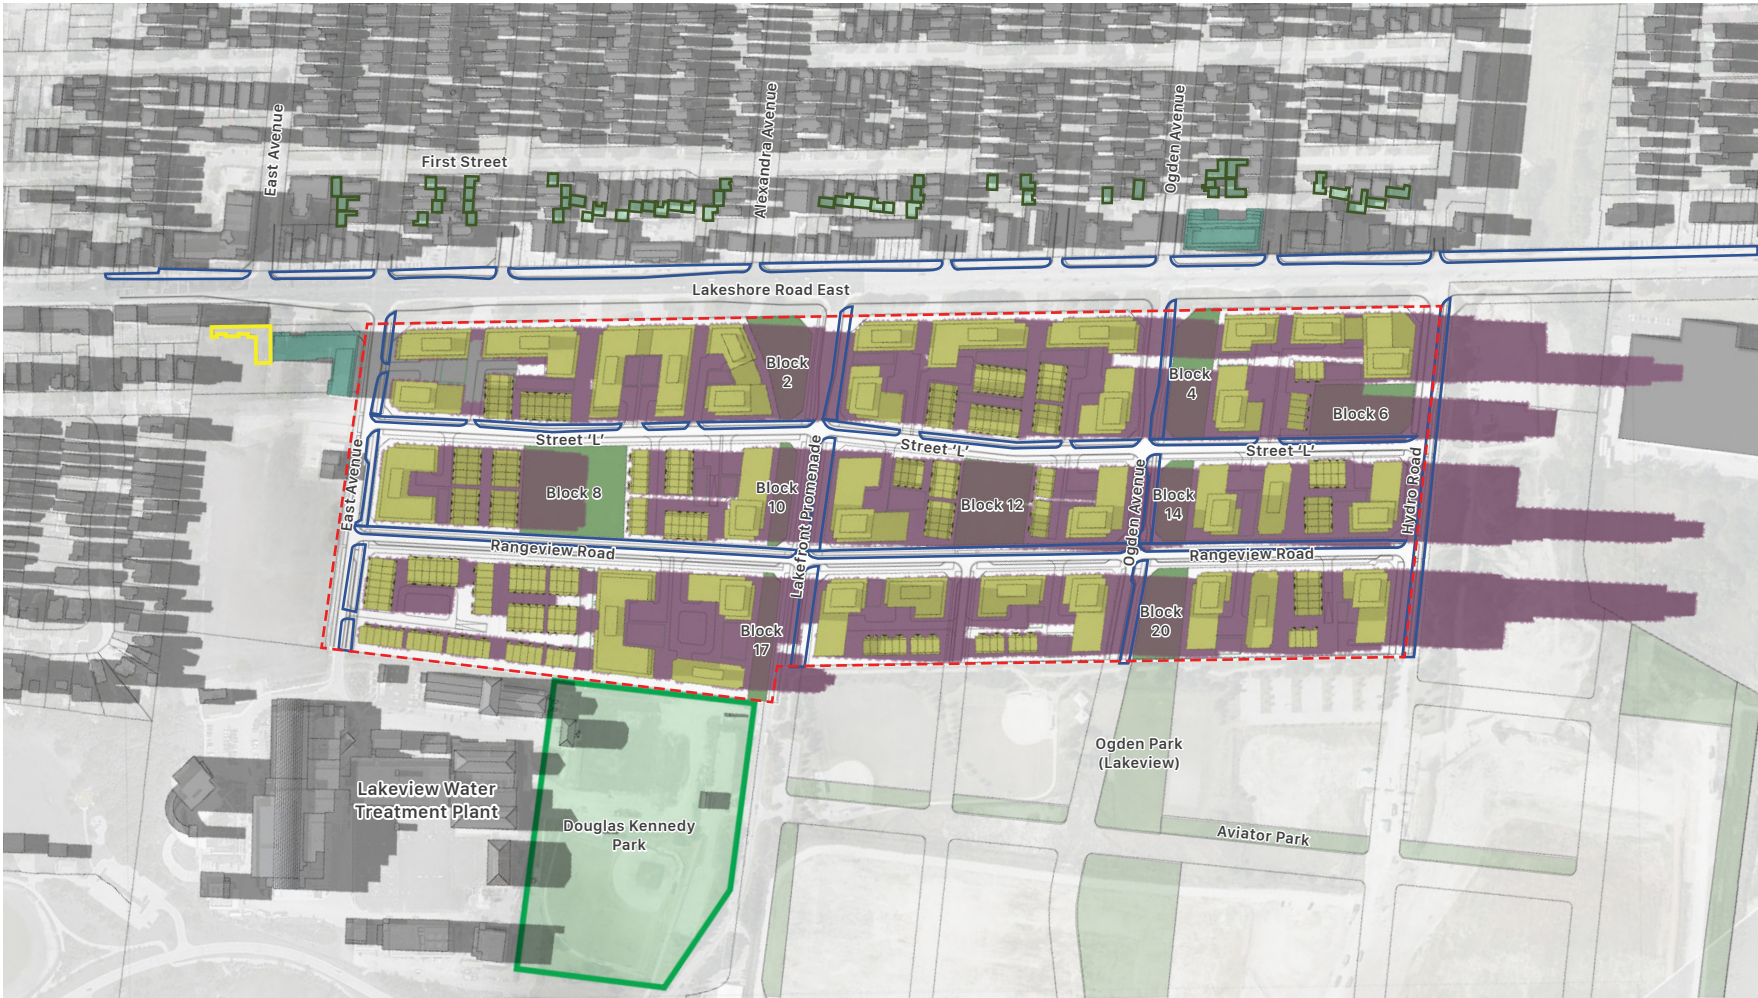 East Avenue
First Street
Alexandra Avenue
Ogden Avenue
Lakeshore Road East
Block
2
Block
4
Block 6
Street ‘L’
Street ‘L’
Street ‘L’
East Avenue
Block 8
Block
10
Lakefront Promenade
Block 12
Ogden Avenue
Block
14
Hydro Road
Rangeview Road
Rangeview Road
Block
17
Block
20
Ogden Park
(Lakeview)
Lakeview Water
Treatment Plant
Douglas Kennedy
Park
Aviator Park